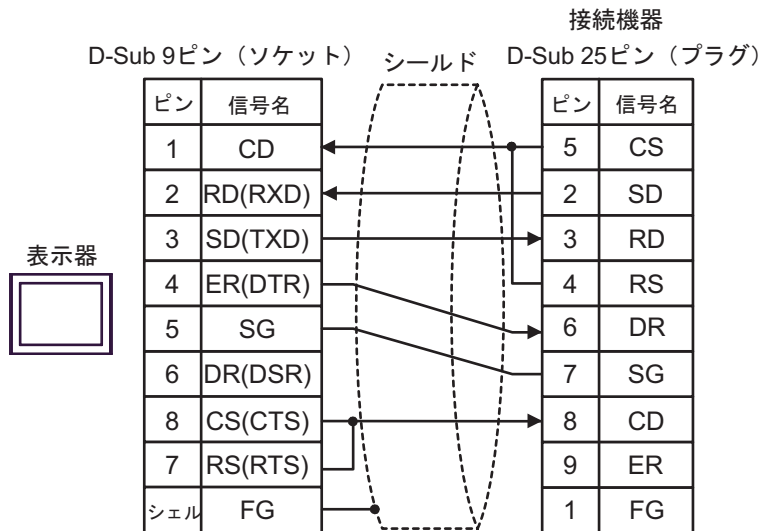 接続機器
D-Sub 9ピン（ソケット） シールド D-Sub 25ピン（プラグ）
ピン 信号名 ピン 信号名
1 CD 5 CS
2 RD(RXD) 2 SD
3 SD(TXD) 3 RD
表示器
4 ER(DTR) 4 RS
5 SG 6 DR
6 DR(DSR) 7 SG
8 CS(CTS) 8 CD
7 RS(RTS) 9 ER
シェル FG 1 FG